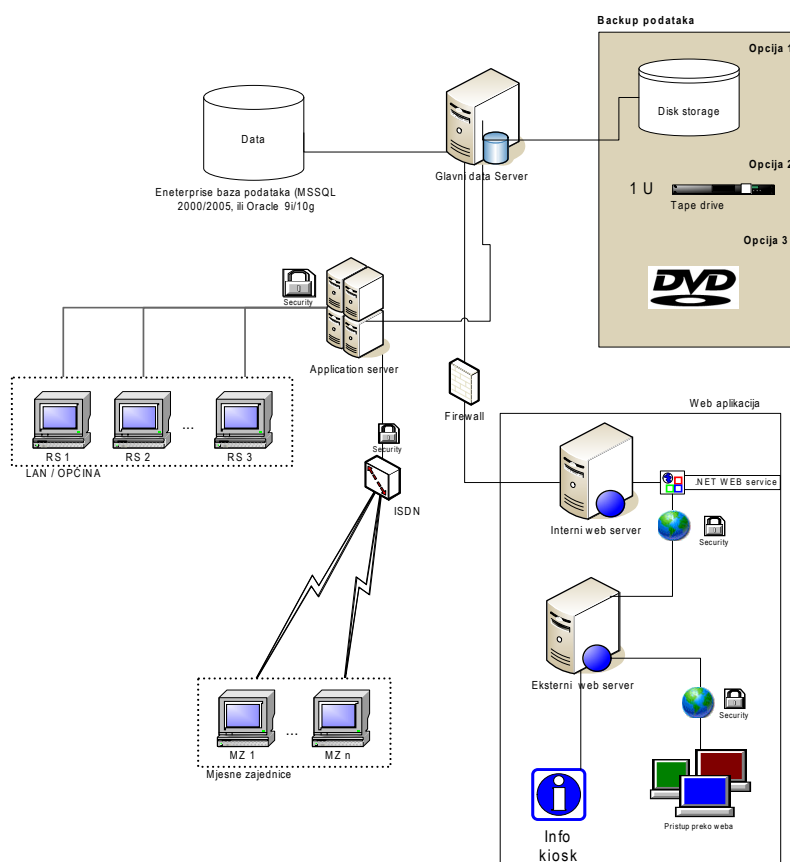 Backup podataka
Opcija 1
Disk storage
Data
Glavni data Server
Eneterprise baza podataka (MSSQL
2000/2005, ili Oracle 9i/10g
Opcija 2
1 U
Tape drive
Opcija 3
DVD
Security
Application server
Firewall
Web aplikacija
RS 1
RS 2
...
RS 3
LAN / OPĆINA
Security
ISDN
.NET WEB service
Interni web server
Security
Eksterni web server
Security
MZ 1
...
MZ n
Mjesne zajednice
i
Info
kiosk
Pristup preko weba